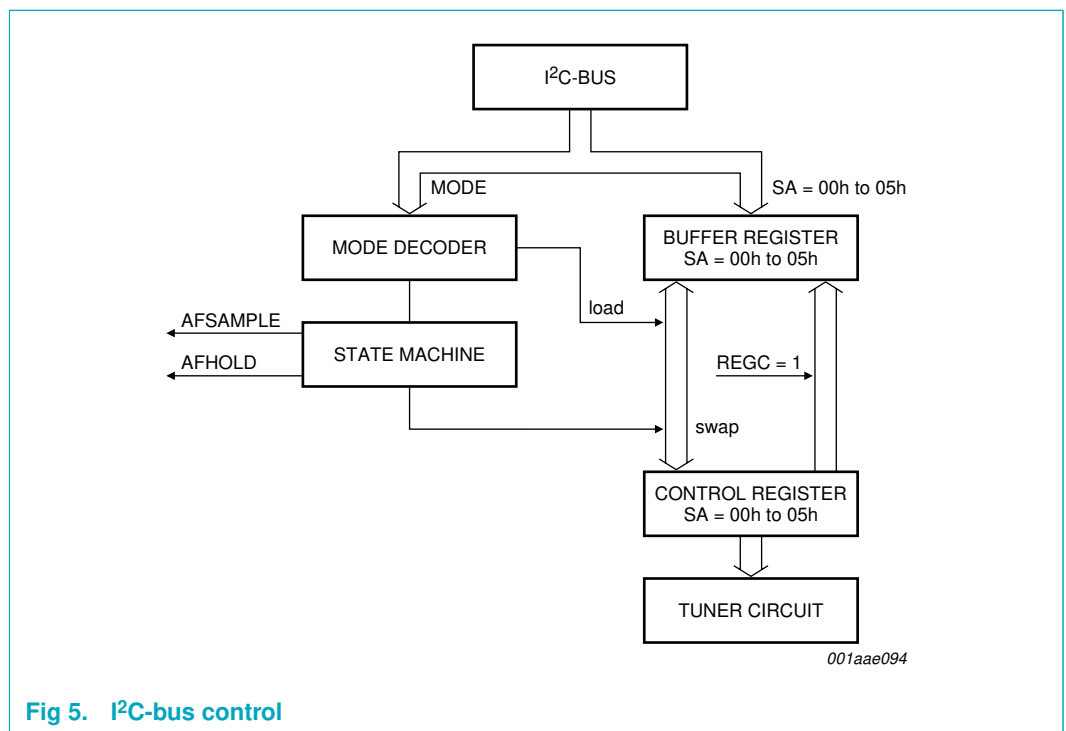 I²C-BUS
MODE
SA = 00h to 05h
MODE DECODER
BUFFER REGISTER
SA = 00h to 05h
load
AFSAMPLE
STATE MACHINE
AFHOLD
REGC = 1
swap
CONTROL REGISTER
SA = 00h to 05h
TUNER CIRCUIT
001aae094
Fig 5. I²C-bus control